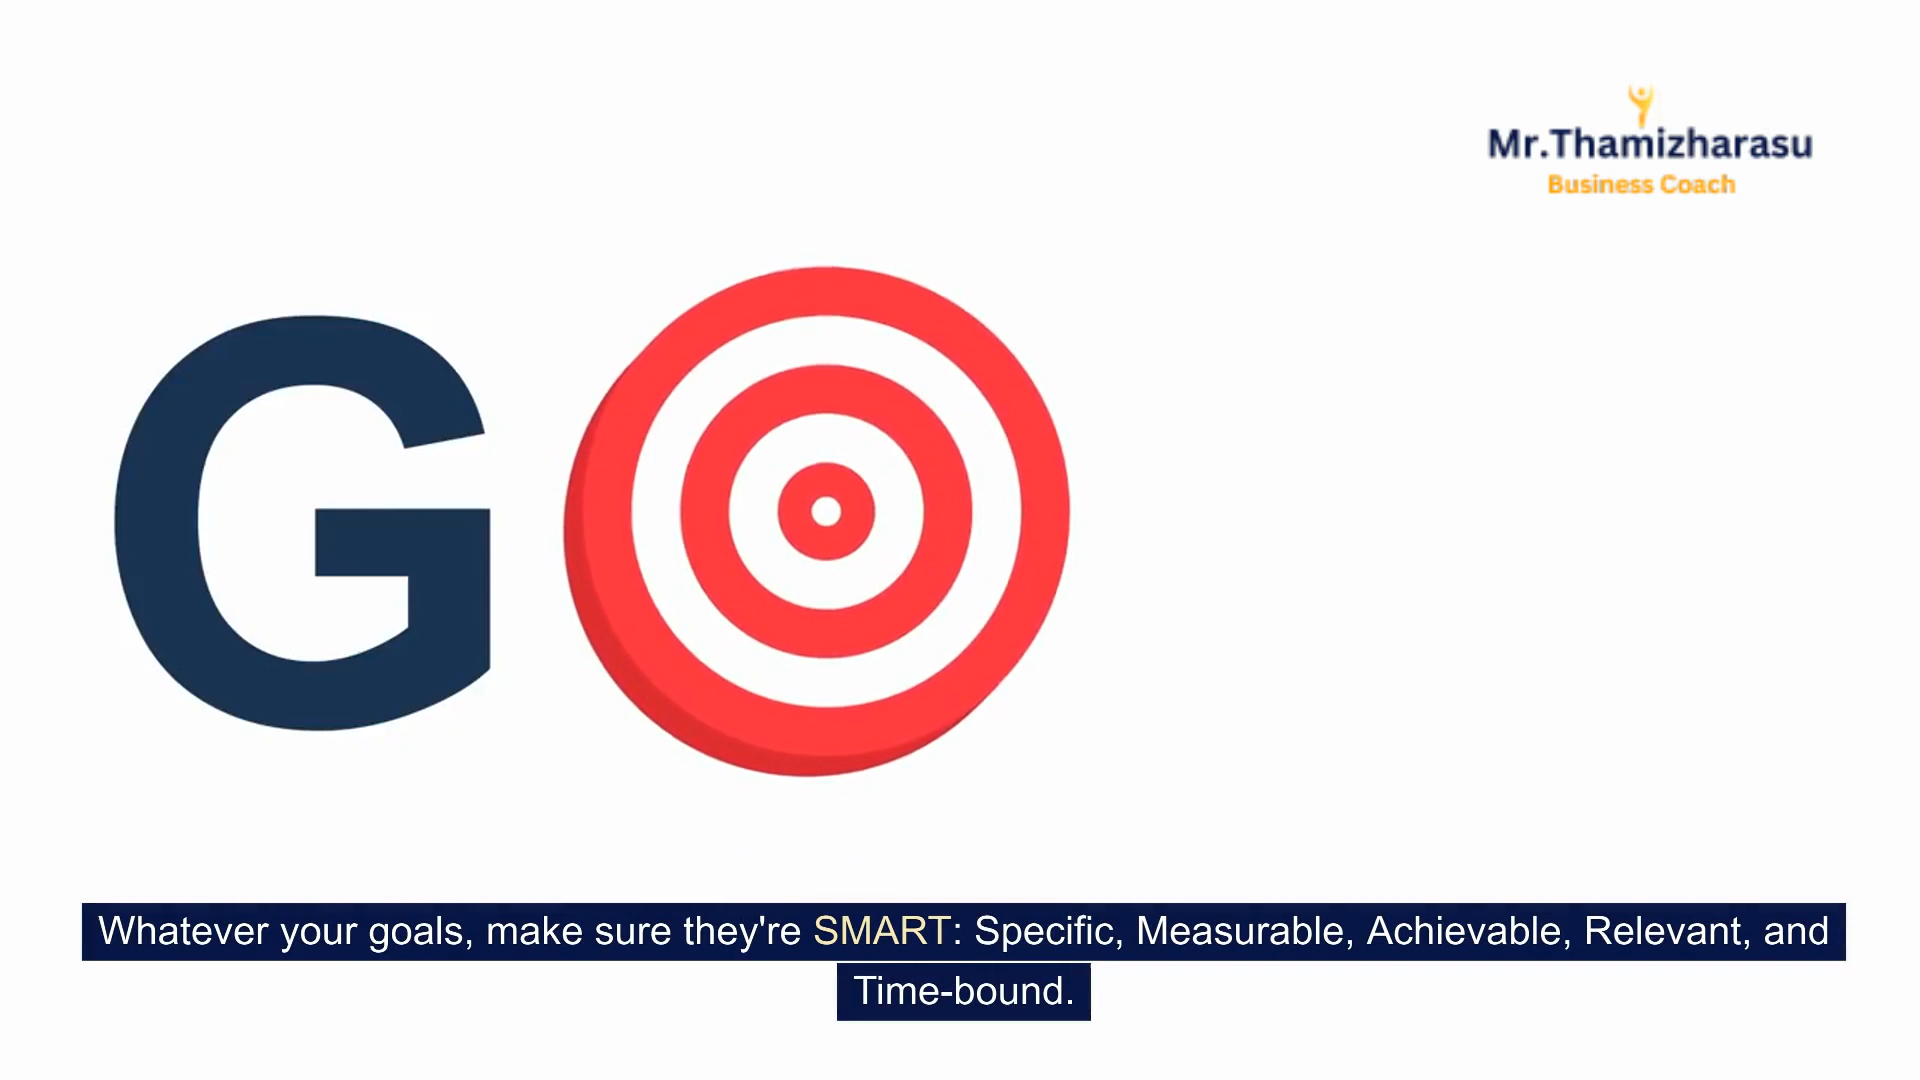 Mr.Thamizharasu
Business Coach
G
Whatever your goals, make sure they're SMART: Specific, Measurable, Achievable, Relevant, and
Time-bound.